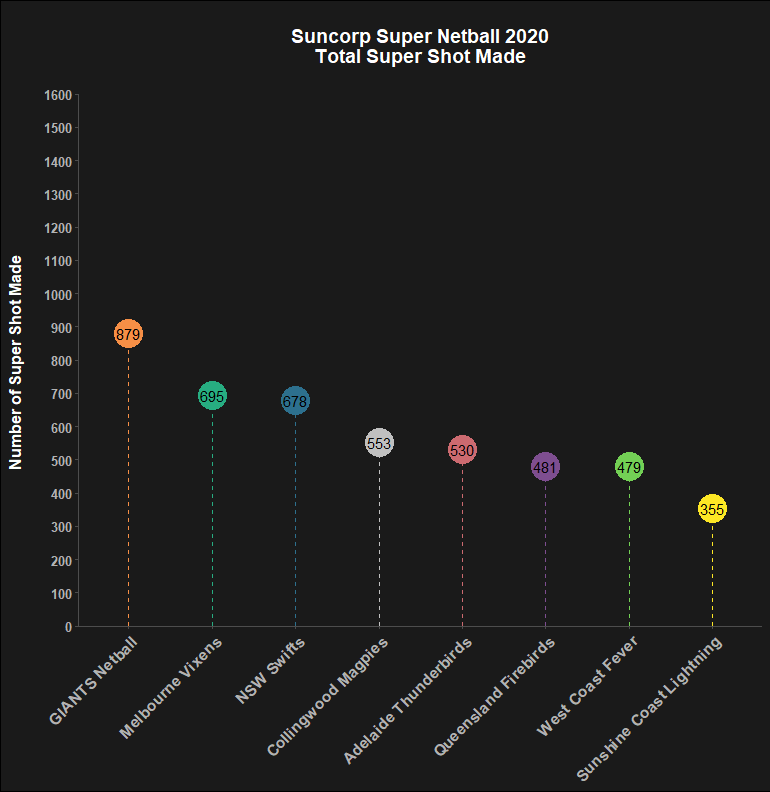 Suncorp Super Netball 2020
Total Super Shot Made
Number of Super Shot Made
1600
1500
1400
1300
1200
1100
1000
900
800
700
600
500
400
300
200
100
0
879
695
678
553
530
481
479
355
GIANTS Netball
Melbourne Vixens
NSW Swifts
Collingwood Magpies
Adelaide Thunderbirds
Queensland Firebirds
West Coast Fever
Sunshine Coast Lightning